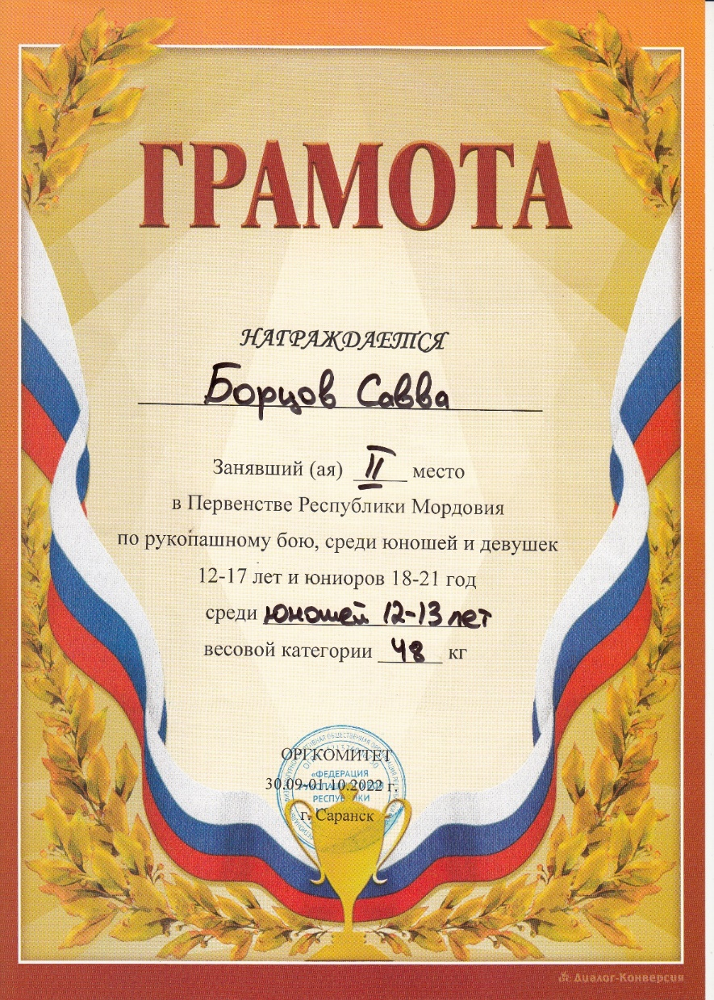 ГРАМОТА
НАГРАЖДАЕТСЯ
Борцов Савва
Занявший (ая) II место
в Первенстве Республики Мордовия
по рукопашному бою, среди юношей и девушек
12-17 лет и юниоров 18-21 год
среди юношей 12-13 лет
весовой категории 48 кг
ОРГКОМИТЕТ
30.09-01.10.2022 г.
г. Саранск
«ФЕДЕРАЦИЯ
Диалог-Конверсия